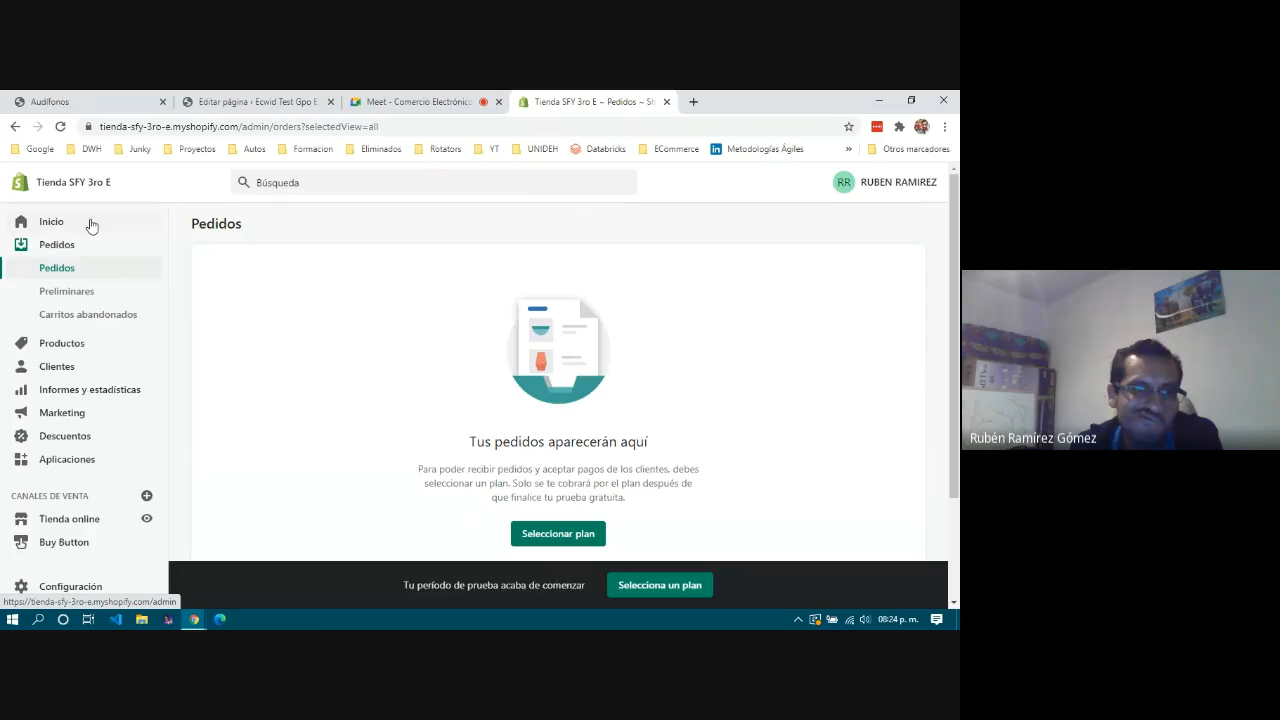 Audífonos
Editar página ‹ Ecwid Test Gpo E
Meet - Comercio Electrónic
Tienda SFY 3ro E ~ Pedidos ~ Sh
tienda-sfy-3ro-e.myshopify.com/admin/orders?selectedView=all
Google
DWH
Junky
Proyectos
Autos
Formacion
Eliminados
Rotators
YT
UNIDEH
Databricks
ECommerce
Metodologías Ágiles
»
Otros marcadores
Tienda SFY 3ro E
Búsqueda
RR
RUBEN RAMIREZ
Inicio
Pedidos
Pedidos
Preliminares
Carritos abandonados
Productos
Clientes
Informes y estadísticas
Marketing
Descuentos
Aplicaciones
CANALES DE VENTA
Tienda online
Buy Button
Configuración
https://tienda-sfy-3ro-e.myshopify.com/admin
Pedidos
Tus pedidos aparecerán aquí
Para poder recibir pedidos y aceptar pagos de los clientes, debes
seleccionar un plan. Solo se te cobrará por el plan después de
que finalice tu prueba gratuita.
Seleccionar plan
Tu período de prueba acaba de comenzar
Selecciona un plan
08:24 p. m.
Rubén Ramírez Gómez